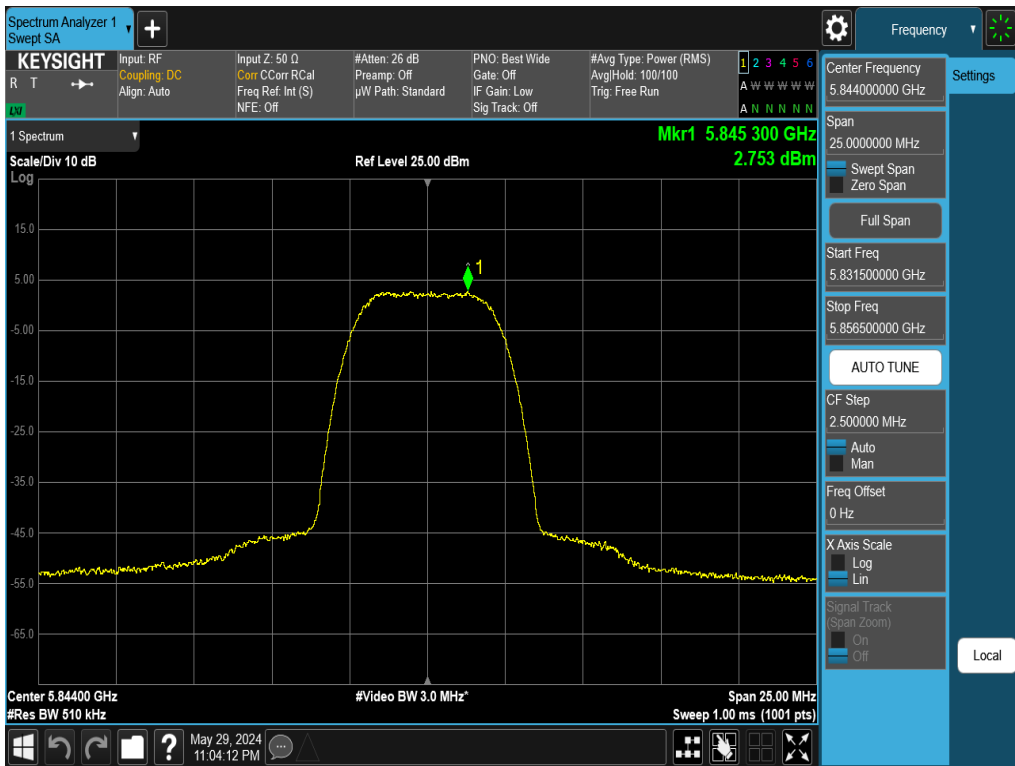 Spectrum Analyzer 1
Swept SA
Frequency
KEYSIGHT
R T
LXI
Input: RF
Coupling: DC
Align: Auto
Input Z: 50 Ω
Corr CCorr RCal
Freq Ref: Int (S)
NFE: Off
#Atten: 26 dB
Preamp: Off
µW Path: Standard
PNO: Best Wide
Gate: Off
IF Gain: Low
Sig Track: Off
#Avg Type: Power (RMS)
Avg|Hold: 100/100
Trig: Free Run
1 2 3 4 5 6
A W W W W W
A N N N N N
1 Spectrum
Scale/Div 10 dB
Log
Ref Level 25.00 dBm
Mkr1 5.845 300 GHz
2.753 dBm
1
15.0
5.00
-5.00
-15.0
-25.0
-35.0
-45.0
-55.0
-65.0
Center 5.84400 GHz
#Res BW 510 kHz
#Video BW 3.0 MHz*
Span 25.00 MHz
Sweep 1.00 ms (1001 pts)
Center Frequency
5.844000000 GHz
Settings
Span
25.0000000 MHz
Swept Span
Zero Span
Full Span
Start Freq
5.831500000 GHz
Stop Freq
5.856500000 GHz
AUTO TUNE
CF Step
2.500000 MHz
Auto
Man
Freq Offset
0 Hz
X Axis Scale
Log
Lin
Signal Track
(Span Zoom)
On
Off
Local
?
May 29, 2024
11:04:12 PM